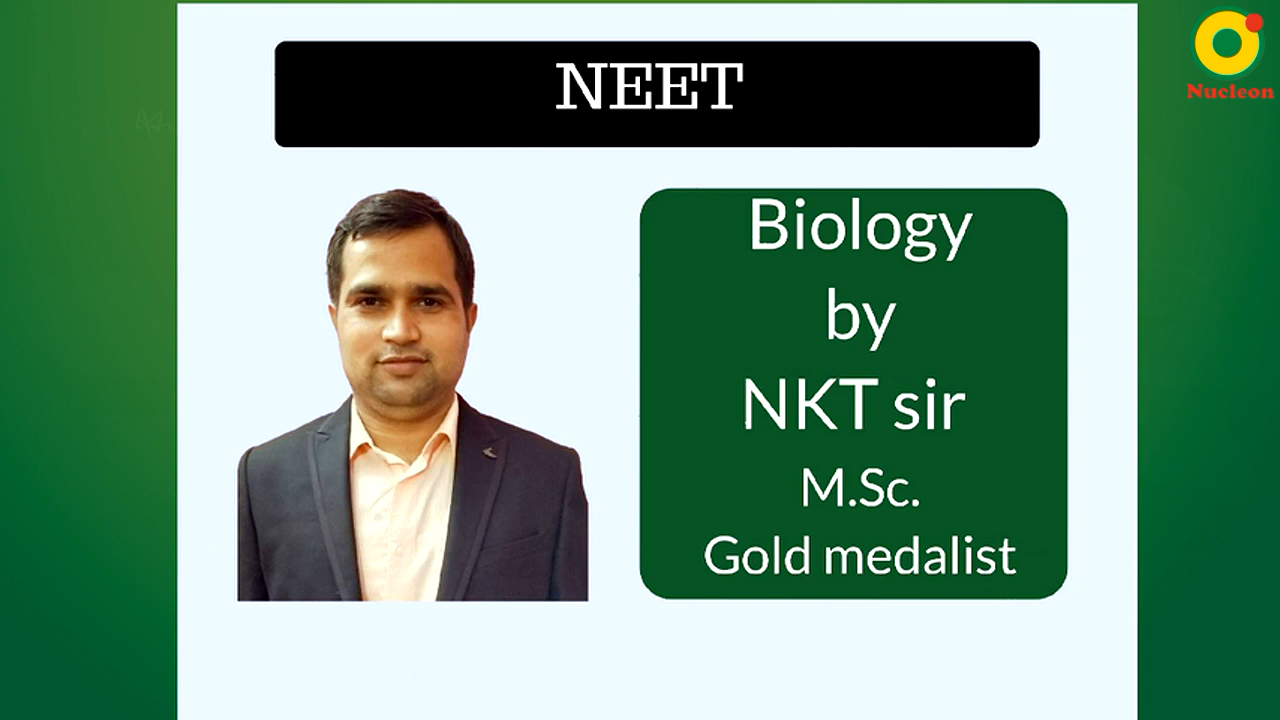 NEET
Nucleon
Biology
by
NKT sir
M.Sc.
Gold medalist